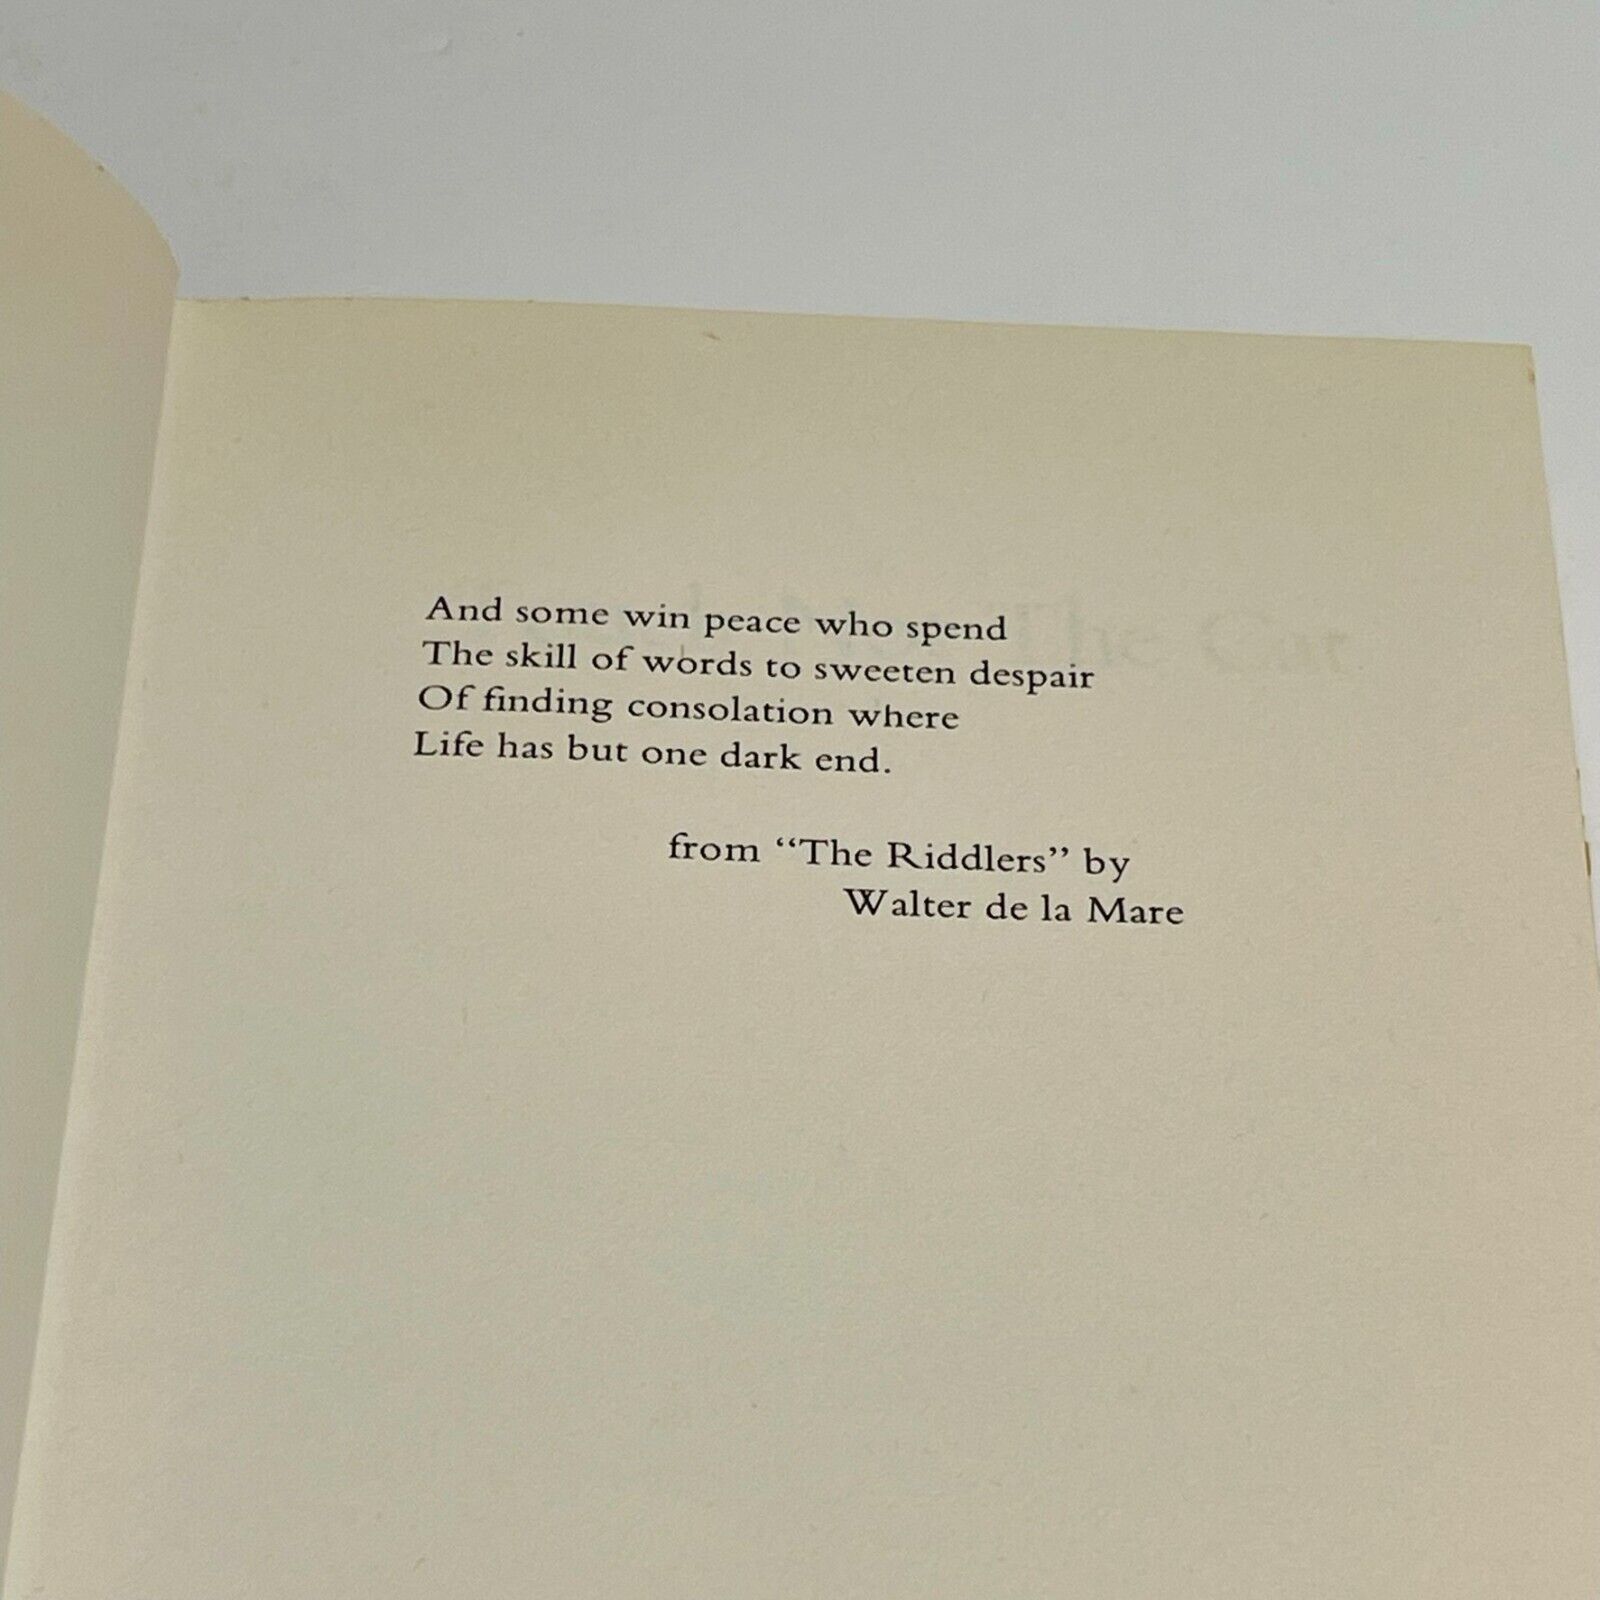 And some win peace who spend
The skill of words to sweeten despair
Of finding consolation where
Life has but one dark end.
from “The Riddlers” by
Walter de la Mare